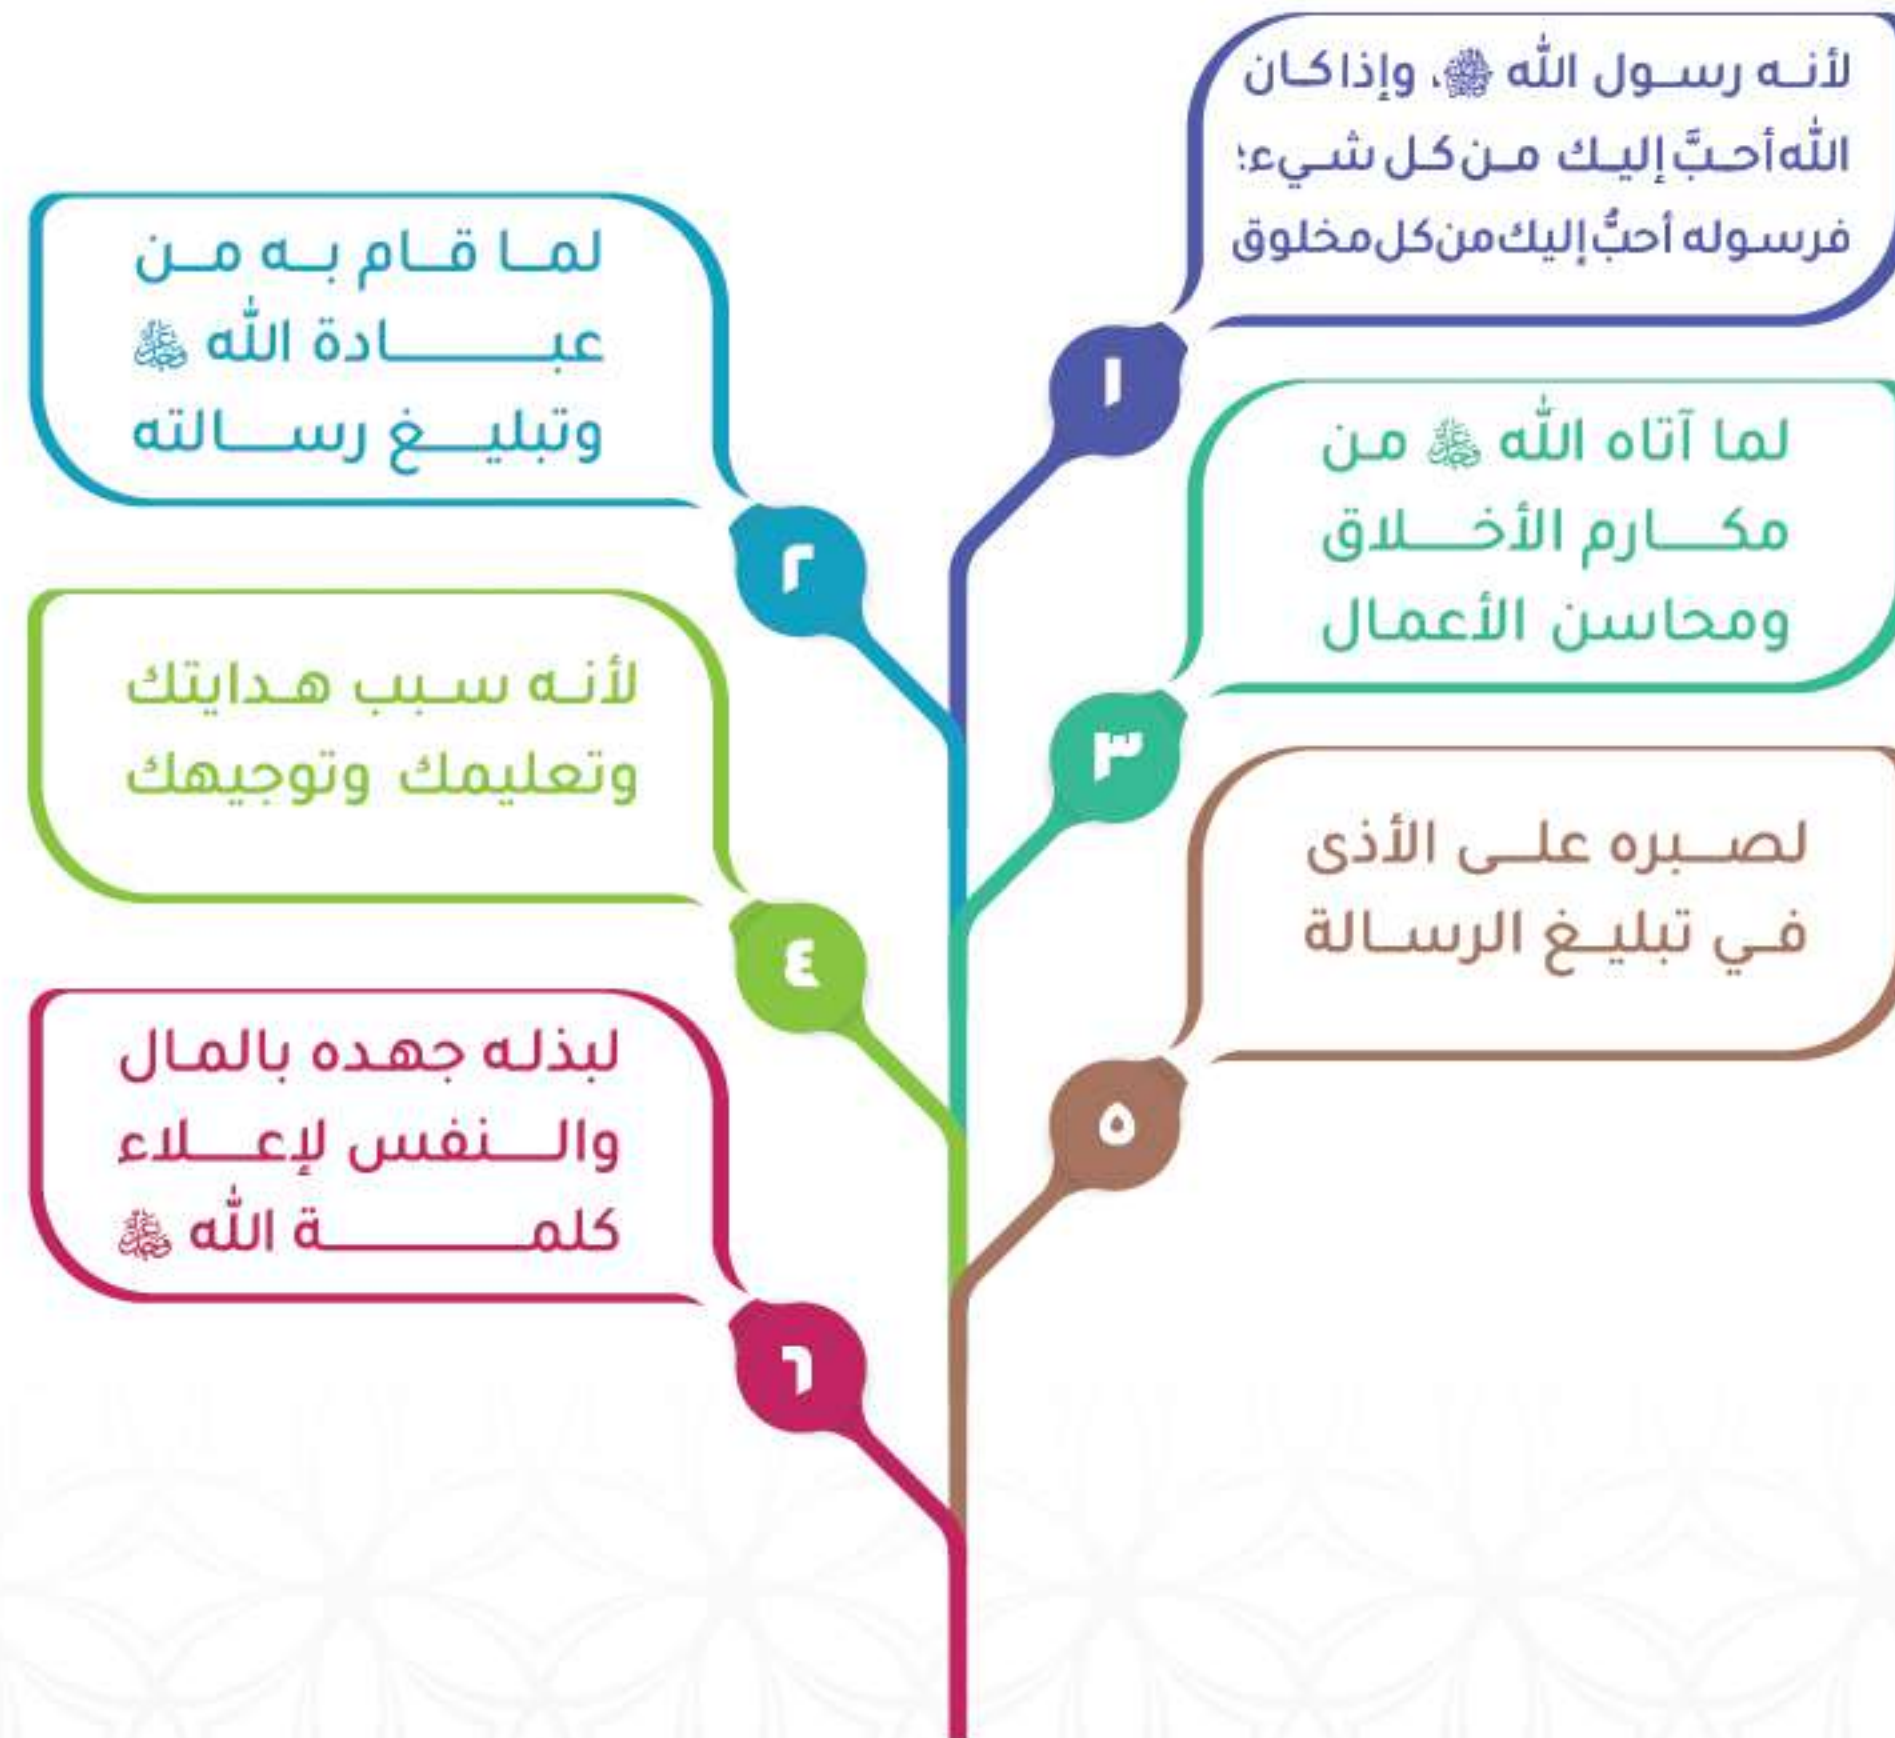 لأنه رسول الله ﷺ، وإذا كان
الله أحبَّ إليك من كل شيء؛
فرسوله أحبُّ إليك من كل مخلوق
١
لما قام به من
عبادة الله ﷻ
وتبليغ رسالته
٢
لما آتاه الله ﷻ من
مكارم الأخلاق
ومحاسن الأعمال
٣
لأنه سبب هدايتك
وتعليمك وتوجيهك
٤
لصبره على الأذى
في تبليغ الرسالة
٥
لبذله جهده بالمال
والنفس لإعلاء
كلمة الله ﷻ
٦